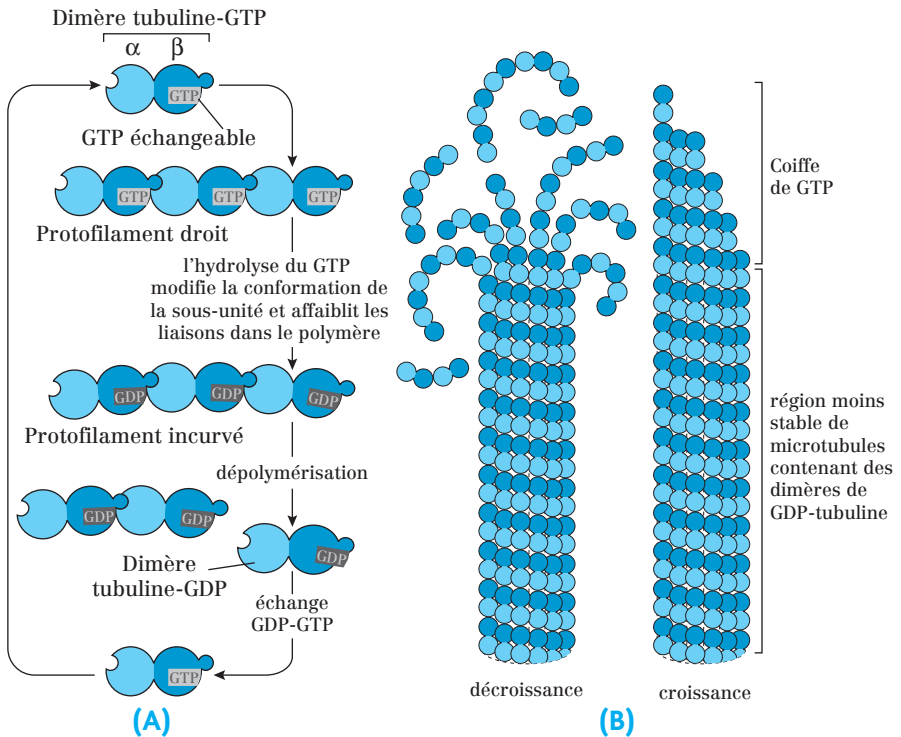 Dimère tubuline-GTP
α β
GTP
GTP échangeable
GTP GTP GTP
Protofilament droit
l'hydrolyse du GTP
modifie la conformation de
la sous-unité et affaiblit les
liaisons dans le polymère
GDP GDP GDP
Protofilament incurvé
dépolymérisation
GDP GDP
GDP
Dimère
tubuline-GDP
échange
GDP-GTP
GTP
(A)
Coiffe
de GTP
région moins
stable de
microtubules
contenant des
dimères de
GDP-tubuline
décroissance
croissance
(B)